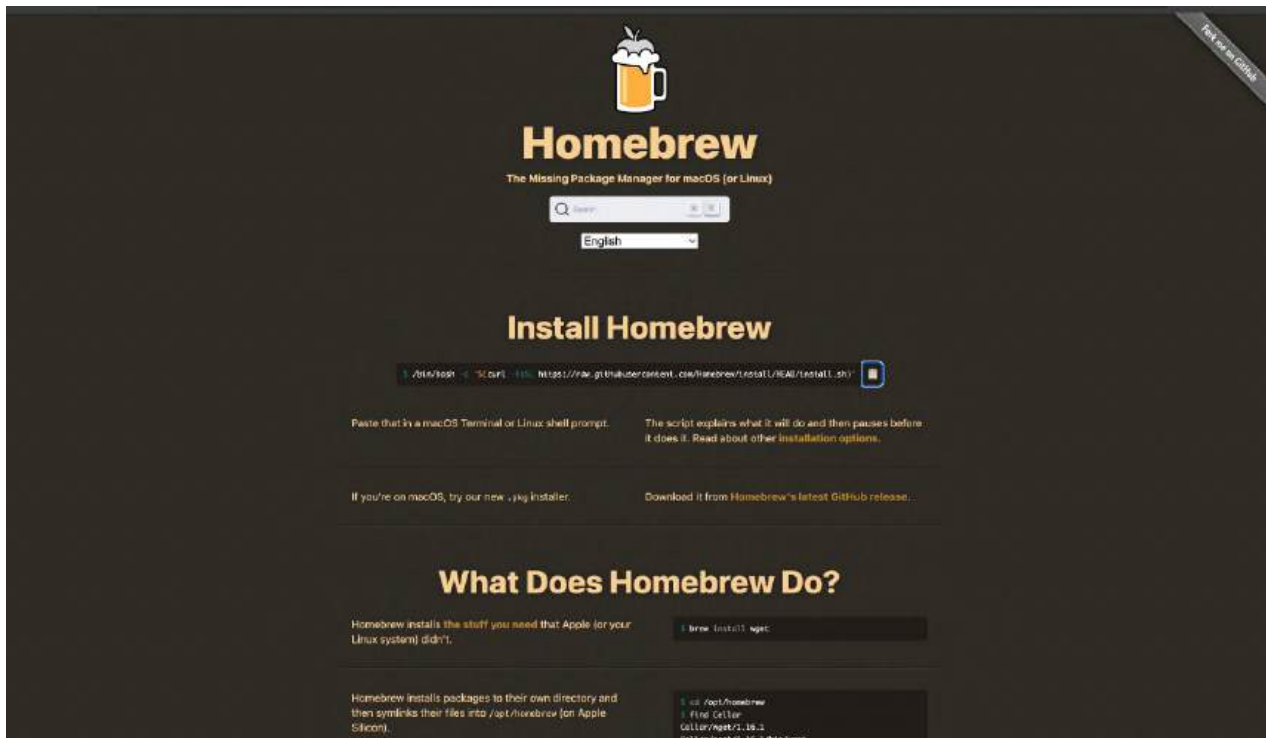 Fork me on GitHub
Homebrew
The Missing Package Manager for macOS (or Linux)
Search
English
Install Homebrew
$ /bin/bash -c "$(curl -fsSL https://raw.githubusercontent.com/Homebrew/install/HEAD/install.sh)"
Paste that in a macOS Terminal or Linux shell prompt.
The script explains what it will do and then pauses before
it does it. Read about other installation options.
If you're on macOS, try our new .pkg installer.
Download it from Homebrew's latest GitHub release.
What Does Homebrew Do?
Homebrew installs the stuff you need that Apple (or your
Linux system) didn't.
$ brew install wget
Homebrew installs packages to their own directory and
then symlinks their files into /opt/homebrew (on Apple
Silicon).
$ cd /opt/homebrew
$ find Cellar
Cellar/wget/1.16.1